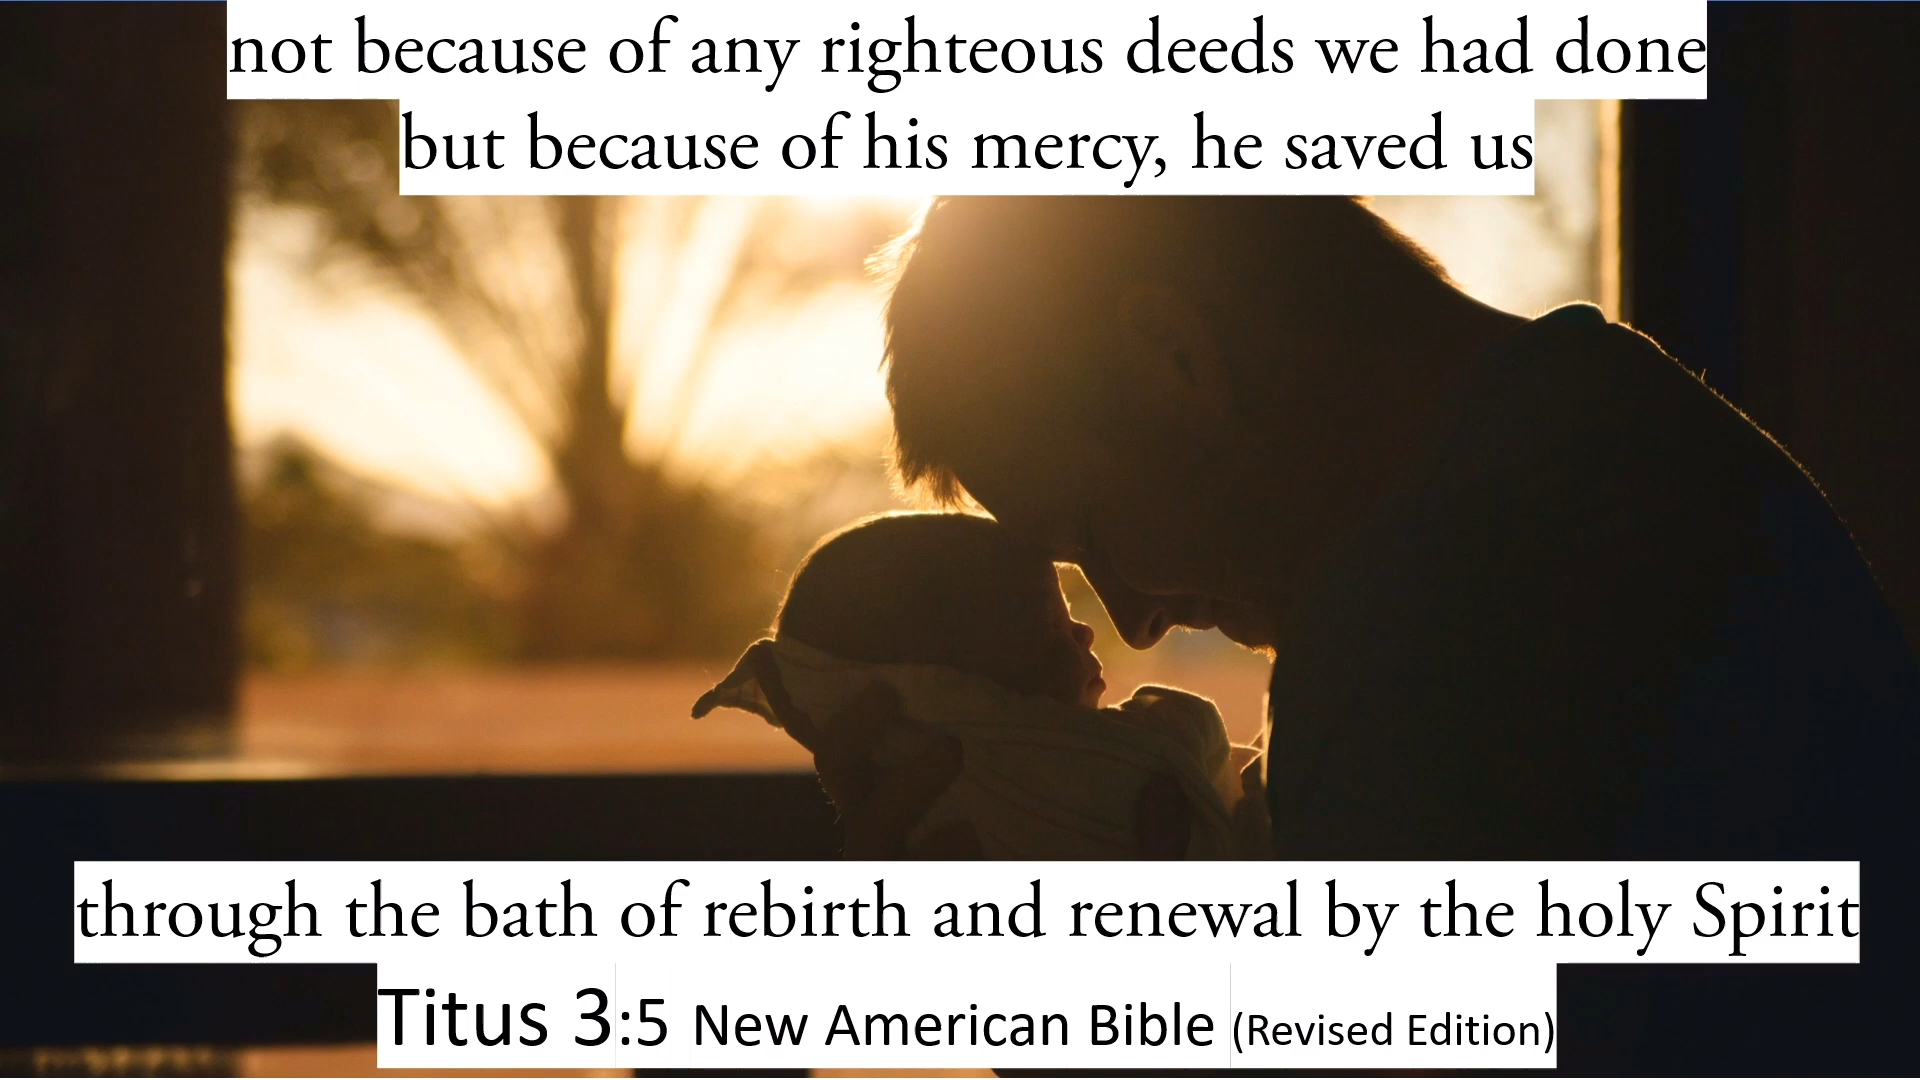 not because of any righteous deeds we had done
but because of his mercy, he saved us
through the bath of rebirth and renewal by the holy Spirit
Titus 3:5 New American Bible (Revised Edition)